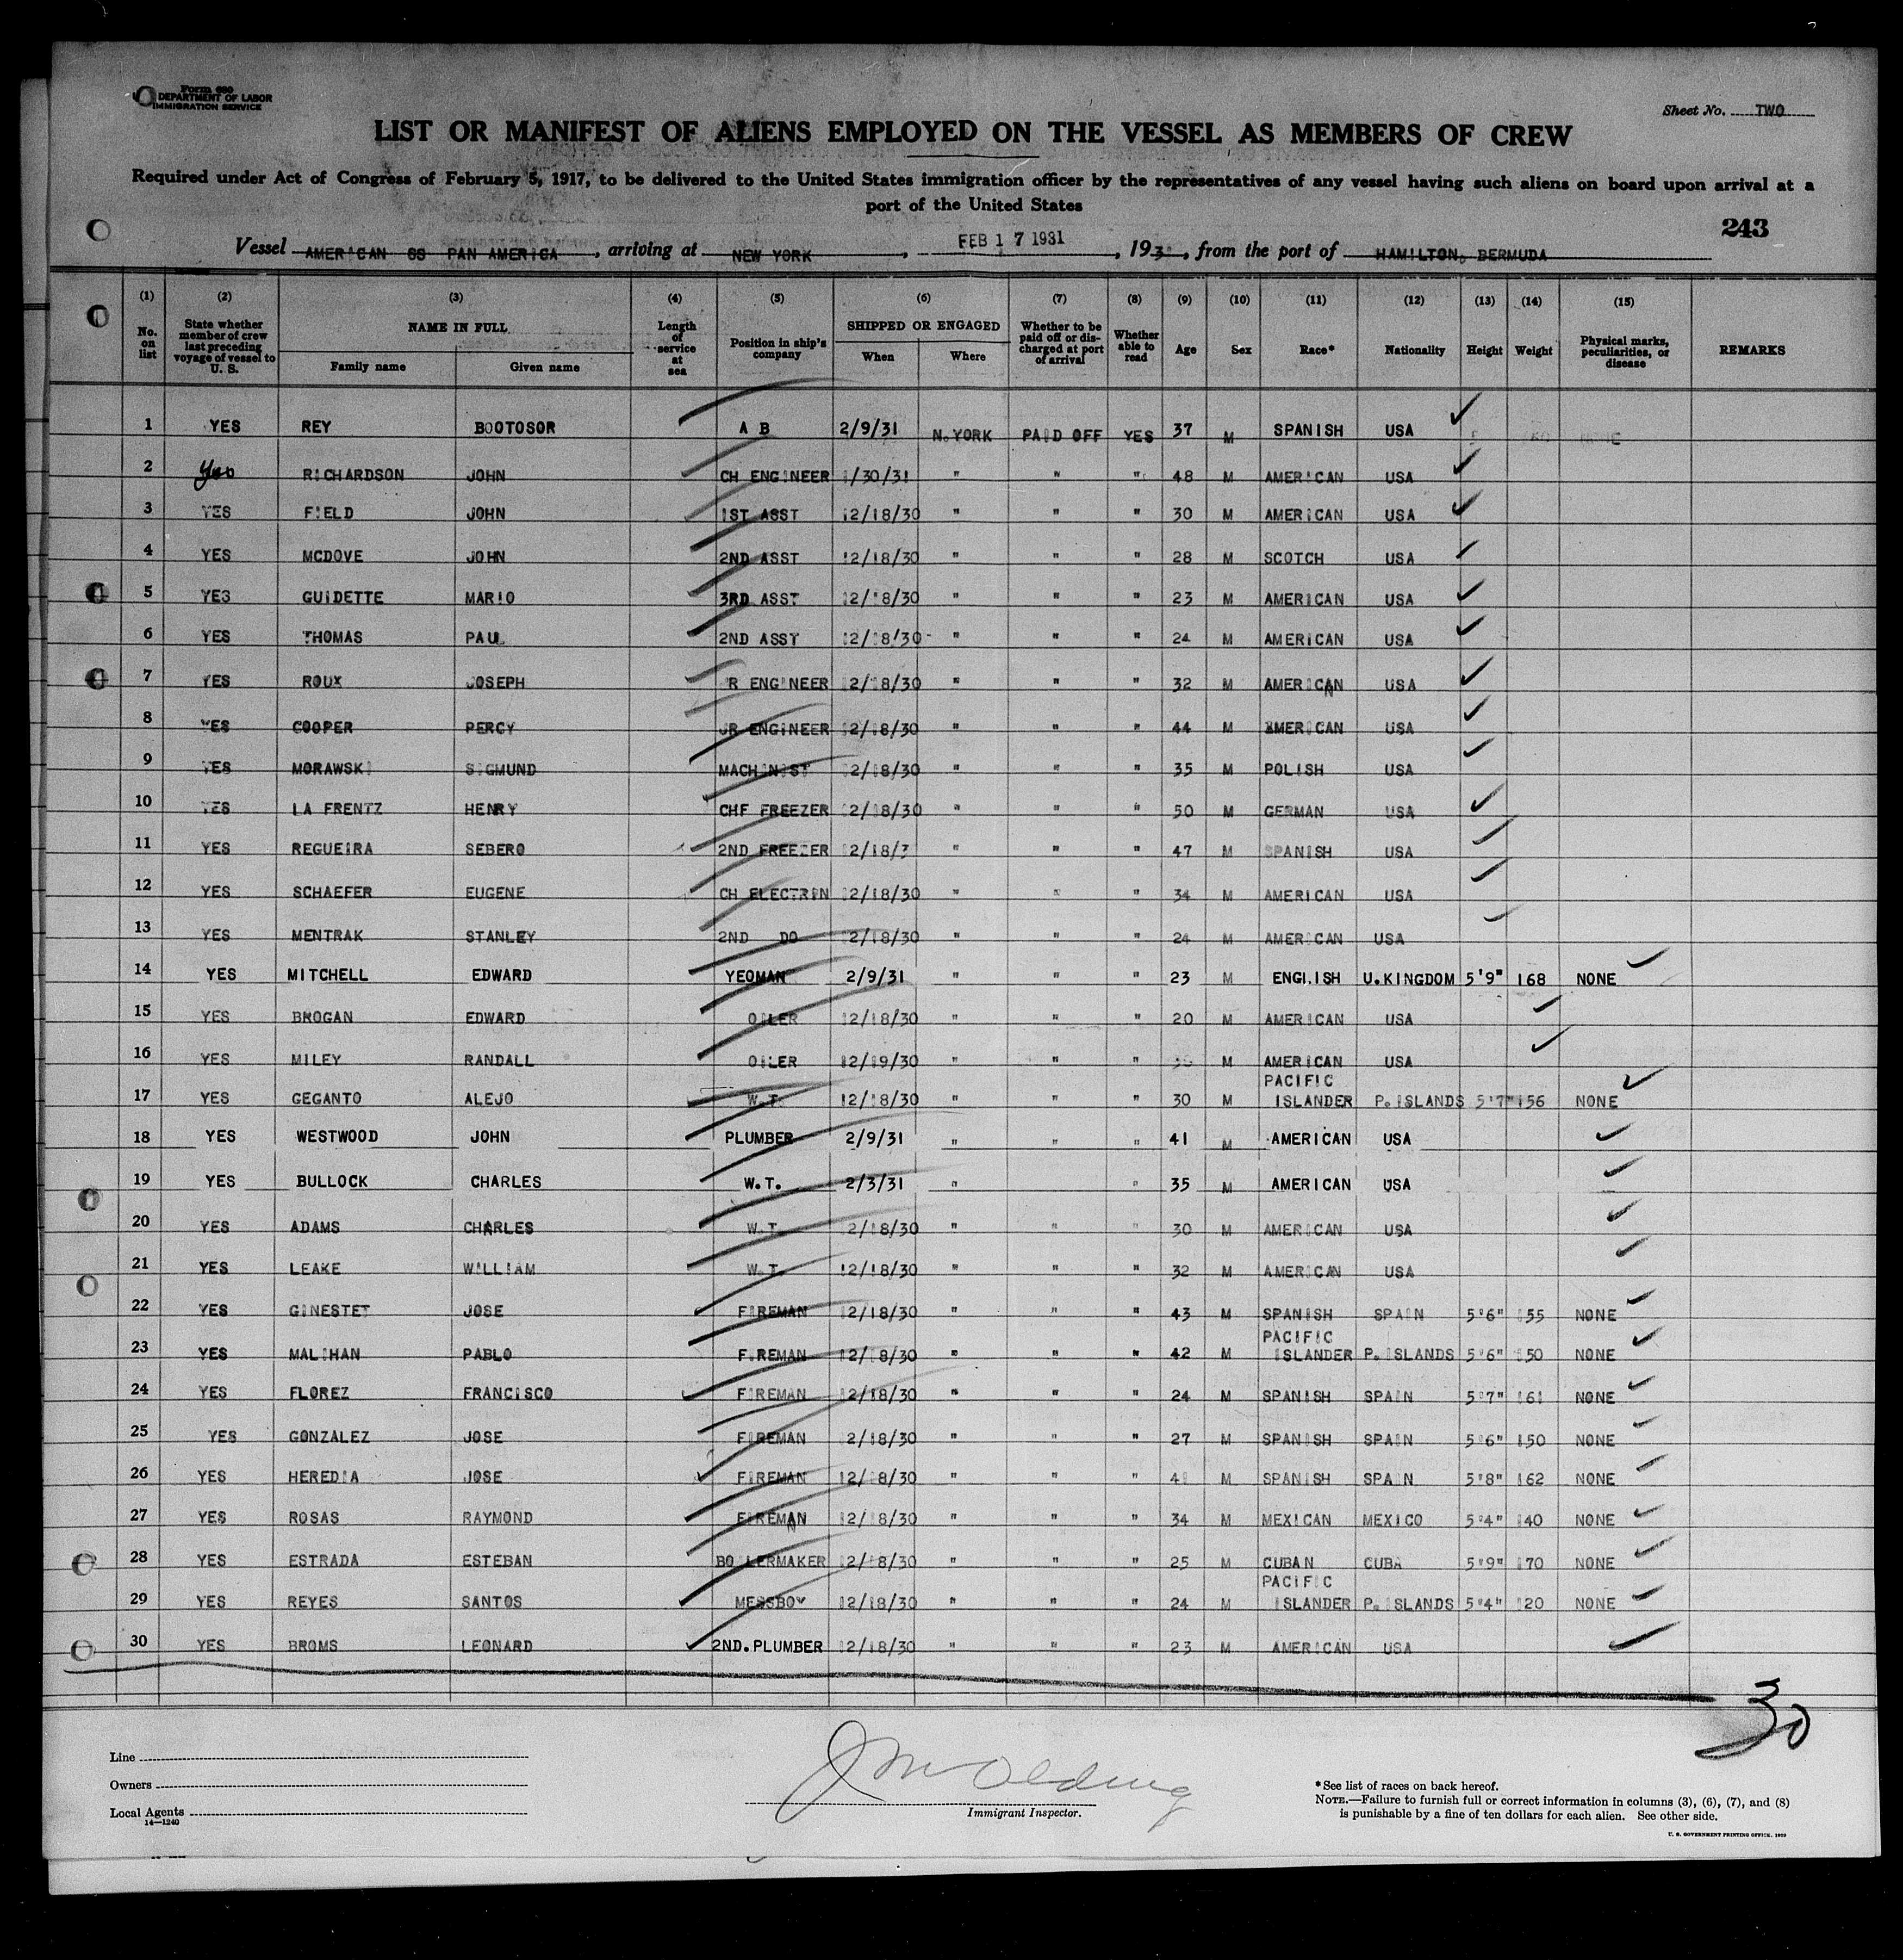 Form 680
DEPARTMENT OF LABOR
IMMIGRATION SERVICE
Sheet No. TWO
LIST OR MANIFEST OF ALIENS EMPLOYED ON THE VESSEL AS MEMBERS OF CREW
Required under Act of Congress of February 5, 1917, to be delivered to the United States immigration officer by the representatives of any vessel having such aliens on board upon arrival at a
port of the United States
243
Vessel AMERICAN SS PAN AMERICA, arriving at NEW YORK, FEB 17 1931, 193, from the port of HAMILTON, BERMUDA
(1) (2) (3) (4) (5) (6) (7) (8) (9) (10) (11) (12) (13) (14) (15)
No. on list State whether member of crew last preceding voyage of vessel to U. S. NAME IN FULL Family name Given name Length of service at sea Position in ship's company SHIPPED OR ENGAGED When Where Whether to be paid off or discharged at port of arrival Whether able to read Age Sex Race* Nationality Height Weight Physical marks, peculiarities, or disease REMARKS
1 YES REY BOOTOSOR A B 2/9/31 N.YORK PAID OFF YES 37 M SPANISH USA
2 Yes RICHARDSON JOHN CH ENGINEER 1/30/31 " " " 48 M AMERICAN USA
3 YES FIELD JOHN 1ST ASST 12/18/30 " " " 30 M AMERICAN USA
4 YES MCDOVE JOHN 2ND ASST 12/18/30 " " " 28 M SCOTCH USA
5 YES GUIDETTE MARIO 3RD ASST 12/18/30 " " " 23 M AMERICAN USA
6 YES THOMAS PAUL 2ND ASST 12/18/30 " " " 24 M AMERICAN USA
7 YES ROUX JOSEPH JR ENGINEER 12/18/30 " " " 32 M AMERICAN USA
8 YES COOPER PERCY JR ENGINEER 12/18/30 " " " 44 M AMERICAN USA
9 YES MORAWSKI SIGMUND MACHINIST 12/18/30 " " " 35 M POLISH USA
10 YES LA FRENTZ HENRY CHF FREEZER 12/18/30 " " " 50 M GERMAN USA
11 YES REGUEIRA SEBERO 2ND FREEZER 12/18/3 " " " 47 M SPANISH USA
12 YES SCHAEFER EUGENE CH ELECTRIN 12/18/30 " " " 34 M AMERICAN USA
13 YES MENTRAK STANLEY 2ND DO 12/18/30 " " " 24 M AMERICAN USA
14 YES MITCHELL EDWARD YEOMAN 2/9/31 " " " 23 M ENGLISH U.KINGDOM 5'9" 168 NONE
15 YES BROGAN EDWARD OILER 12/18/30 " " " 20 M AMERICAN USA
16 YES MILEY RANDALL OILER 12/19/30 " " " M AMERICAN USA
17 YES GEGANTO ALEJO W.T. 12/18/30 " " " 30 M PACIFIC ISLANDER P. ISLANDS 5'7" 156 NONE
18 YES WESTWOOD JOHN PLUMBER 2/9/31 " " " 41 M AMERICAN USA
19 YES BULLOCK CHARLES W.T. 2/3/31 " " 35 M AMERICAN USA
20 YES ADAMS CHARLES W.T. 12/18/30 " " " 30 M AMERICAN USA
21 YES LEAKE WILLIAM W.T. 12/18/30 " " " 32 M AMERICAN USA
22 YES GINESTET JOSE FIREMAN 12/18/30 " " " 43 M SPANISH SPAIN 5'6" 155 NONE
23 YES MALIHAN PABLO FIREMAN 12/18/30 " " " 42 M PACIFIC ISLANDER P. ISLANDS 5'6" 150 NONE
24 YES FLOREZ FRANCISCO FIREMAN 12/18/30 " " " 24 M SPANISH SPAIN 5'7" 161 NONE
25 YES GONZALEZ JOSE FIREMAN 12/18/30 " " " 27 M SPANISH SPAIN 5'6" 150 NONE
26 YES HEREDIA JOSE FIREMAN 12/18/30 " " " 41 M SPANISH SPAIN 5'8" 162 NONE
27 YES ROSAS RAYMOND FIREMAN 12/18/30 " " " 34 M MEXICAN MEXICO 5'4" 140 NONE
28 YES ESTRADA ESTEBAN BOILERMAKER 12/18/30 " " " 25 M CUBAN CUBA 5'9" 170 NONE
29 YES REYES SANTOS MESSBOY 12/18/30 " " " 24 M PACIFIC ISLANDER P. ISLANDS 5'4" 120 NONE
30 YES BROMS LEONARD 2ND. PLUMBER 12/18/30 " " " 23 M AMERICAN USA
30
Line
Owners
Local Agents
14—1240
Immigrant Inspector.
*See list of races on back hereof.
NOTE.—Failure to furnish full or correct information in columns (3), (6), (7), and (8)
is punishable by a fine of ten dollars for each alien. See other side.
U. S. GOVERNMENT PRINTING OFFICE. 1929